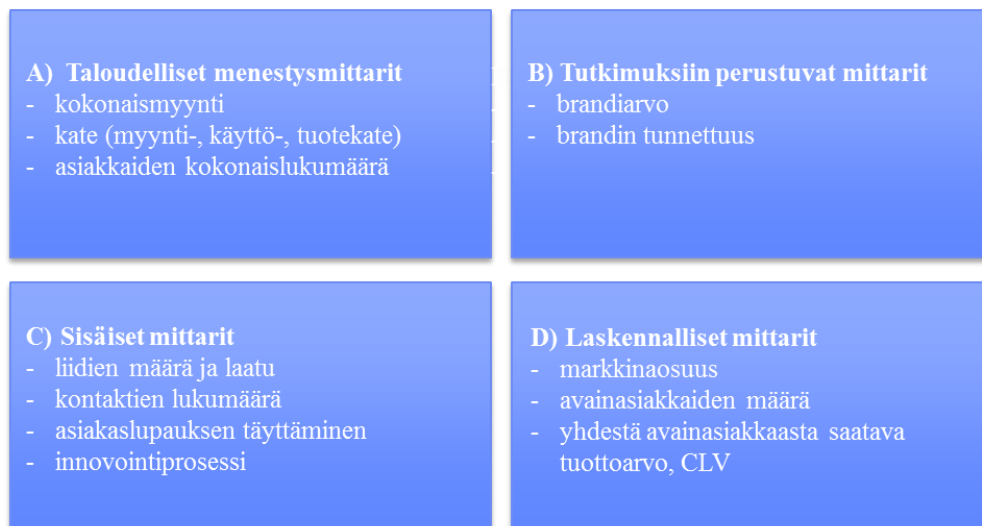 A) Taloudelliset menestysmittarit
- kokonaismyynti
- kate (myynti-, käyttö-, tuotekate)
- asiakkaiden kokonaislukumäärä
B) Tutkimuksiin perustuvat mittarit
- brandiarvo
- brandin tunnettuus
C) Sisäiset mittarit
- liidien määrä ja laatu
- kontaktien lukumäärä
- asiakaslupauksen täyttäminen
- innovointiprosessi
D) Laskennalliset mittarit
- markkinaosuus
- avainasiakkaiden määrä
- yhdestä avainasiakkaasta saatava
tuottoarvo, CLV